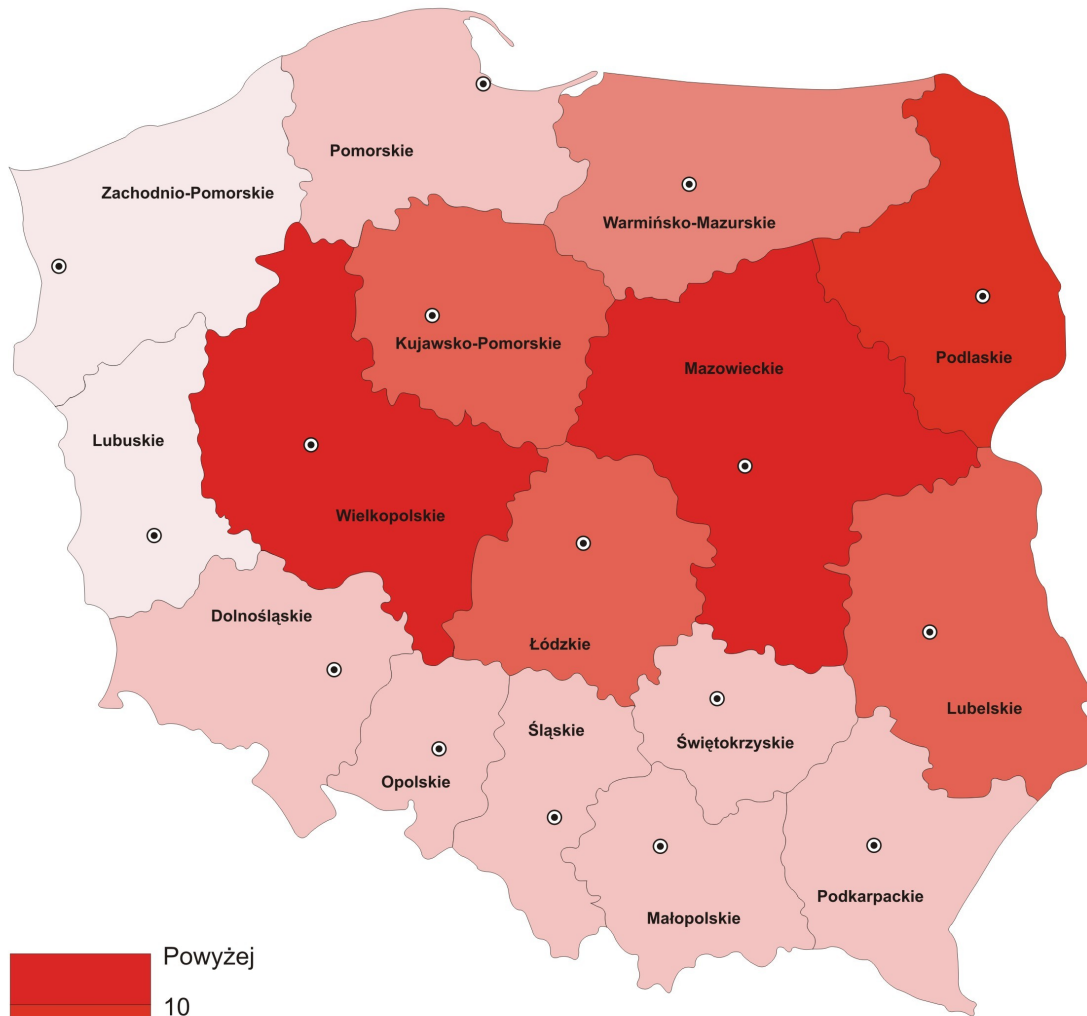 Pomorskie
Zachodnio-Pomorskie
Warmińsko-Mazurskie
Kujawsko-Pomorskie
Podlaskie
Mazowieckie
Lubuskie
Wielkopolskie
Dolnośląskie
Łódzkie
Lubelskie
Śląskie
Świętokrzyskie
Opolskie
Podkarpackie
Małopolskie
Powyżej
10